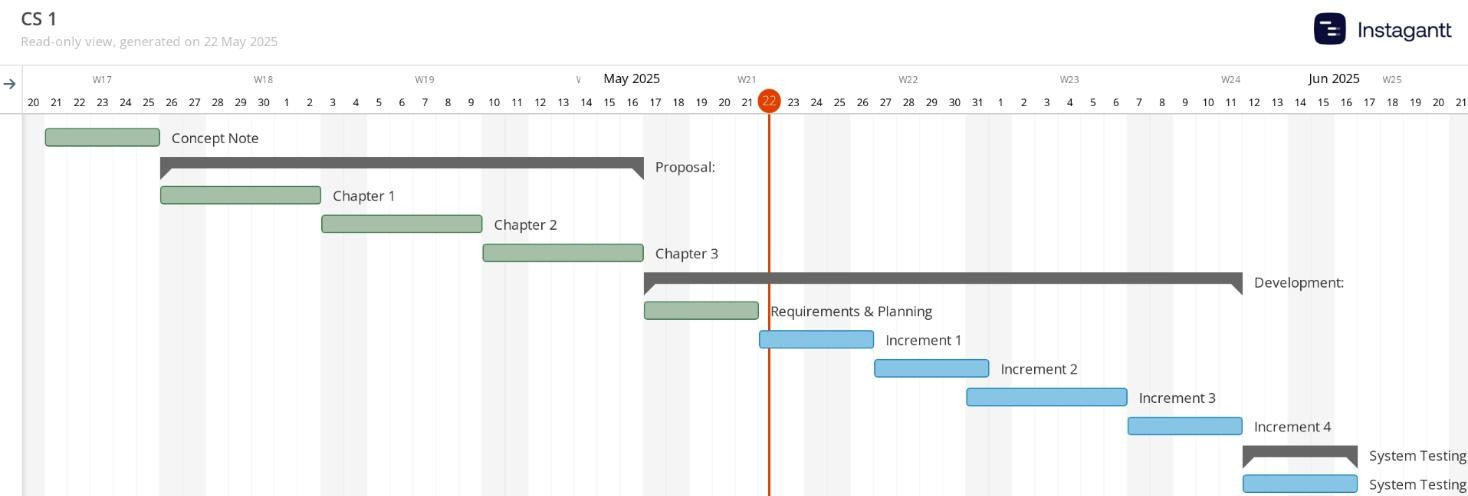 CS 1
Read-only view, generated on 22 May 2025
Instagantt
W17 W18 W19 May 2025 W21 W22 W23 W24 Jun 2025 W25
20 21 22 23 24 25 26 27 28 29 30 1 2 3 4 5 6 7 8 9 10 11 12 13 14 15 16 17 18 19 20 21 22 23 24 25 26 27 28 29 30 31 1 2 3 4 5 6 7 8 9 10 11 12 13 14 15 16 17 18 19 20 21
Concept Note
Proposal:
Chapter 1
Chapter 2
Chapter 3
Development:
Requirements & Planning
Increment 1
Increment 2
Increment 3
Increment 4
System Testing
System Testing